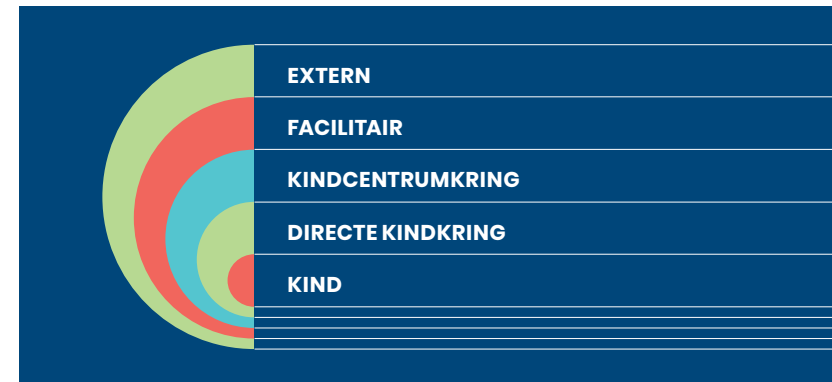 EXTERN
FACILITAIR
KINDCENTRUMKRING
DIRECTE KINDKRING
KIND